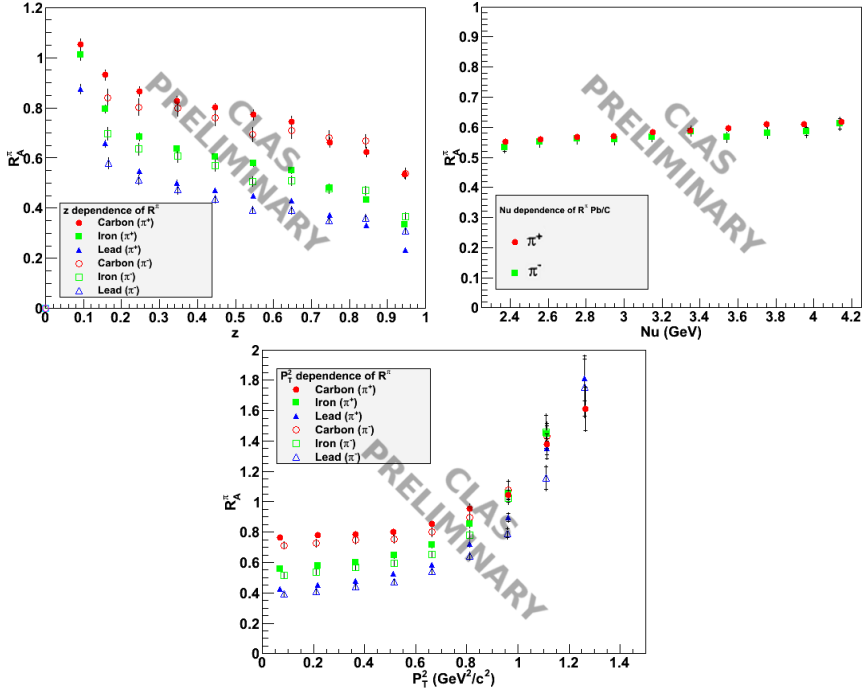 1.2
1
0.8
0.6
0.4
0.2
0
R_A^π
0 0.1 0.2 0.3 0.4 0.5 0.6 0.7 0.8 0.9 1
z
z dependence of R^π
Carbon (π⁺)
Iron (π⁺)
Lead (π⁺)
Carbon (π⁻)
Iron (π⁻)
Lead (π⁻)
CLAS
PRELIMINARY
1
0.9
0.8
0.7
0.6
0.5
0.4
0.3
0.2
0.1
0
R_A^π
2.4 2.6 2.8 3 3.2 3.4 3.6 3.8 4 4.2
Nu (GeV)
Nu dependence of R^π Pb/C
π⁺
π⁻
CLAS
PRELIMINARY
2
1.8
1.6
1.4
1.2
1
0.8
0.6
0.4
0.2
0
R_A^π
0 0.2 0.4 0.6 0.8 1 1.2 1.4
P_T² (GeV²/c²)
P_T² dependence of R^π
Carbon (π⁺)
Iron (π⁺)
Lead (π⁺)
Carbon (π⁻)
Iron (π⁻)
Lead (π⁻)
CLAS
PRELIMINARY